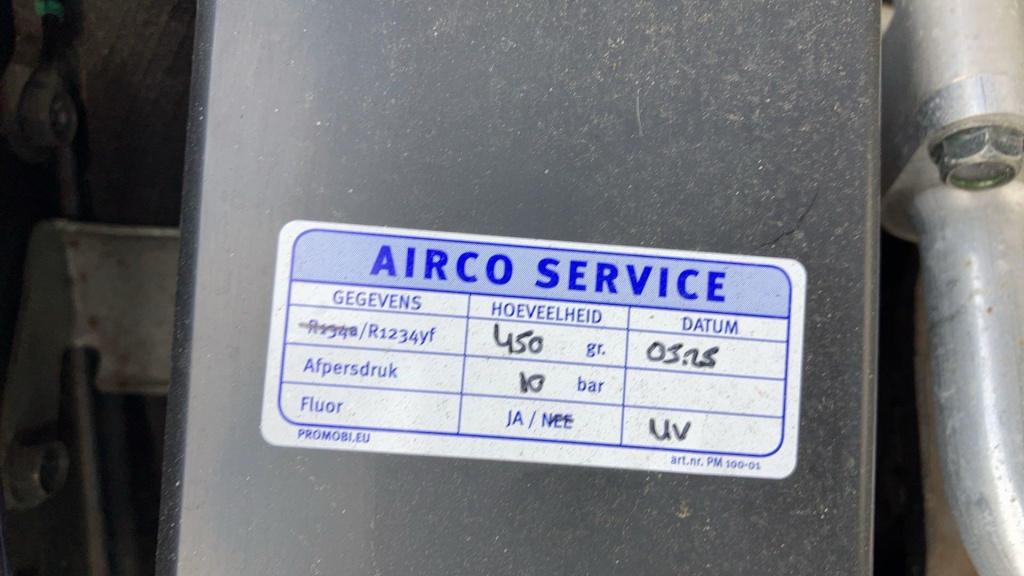 AIRCO SERVICE
GEGEVENS HOEVEELHEID DATUM
R134a/R1234yf 450 gr. 03.25
Afpersdruk 10 bar
Fluor JA / NEE UV
PROMOBI.EU art.nr. PM 100-01